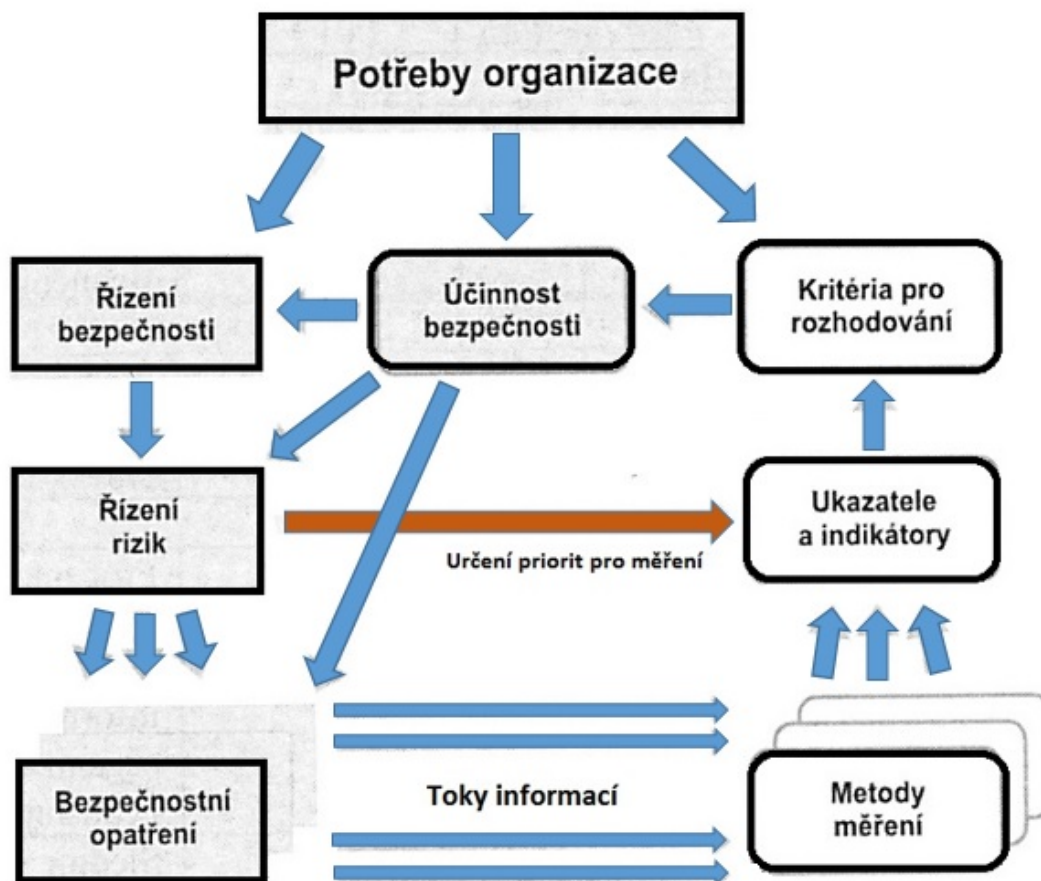 Potřeby organizace
Řízení
bezpečnosti
Účinnost
bezpečnosti
Kritéria pro
rozhodování
Řízení
rizik
Určení priorit pro měření
Ukazatele
a indikátory
Bezpečnostní
opatření
Toky informací
Metody
měření